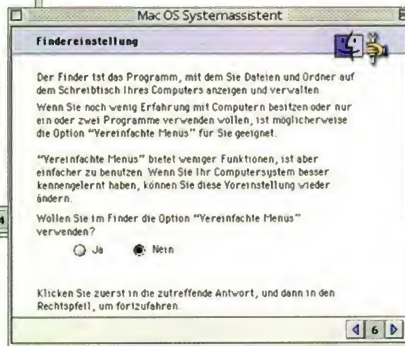 Mac OS Systemassistent
Findereinstellung
Der Finder ist das Programm, mit dem Sie Dateien und Ordner auf
dem Schreibtisch Ihres Computers anzeigen und verwalten
Wenn Sie noch wenig Erfahrung mit Computern besitzen oder nur
ein oder zwei Programme verwenden wollen, ist möglicherweise
die Option "Vereinfachte Menüs" für Sie geeignet.
"Vereinfachte Menüs" bietet weniger Funktionen, ist aber
einfacher zu benutzen. Wenn Sie Ihr Computersystem besser
kennengelernt haben, können Sie diese Voreinstellung wieder
ändern.
Wollen Sie im Finder die Option "Vereinfachte Menüs"
verwenden?
Ja Nein
Klicken Sie zuerst in die zutreffende Antwort, und dann in den
Rechtspfeil, um fortzufahren.
4
6